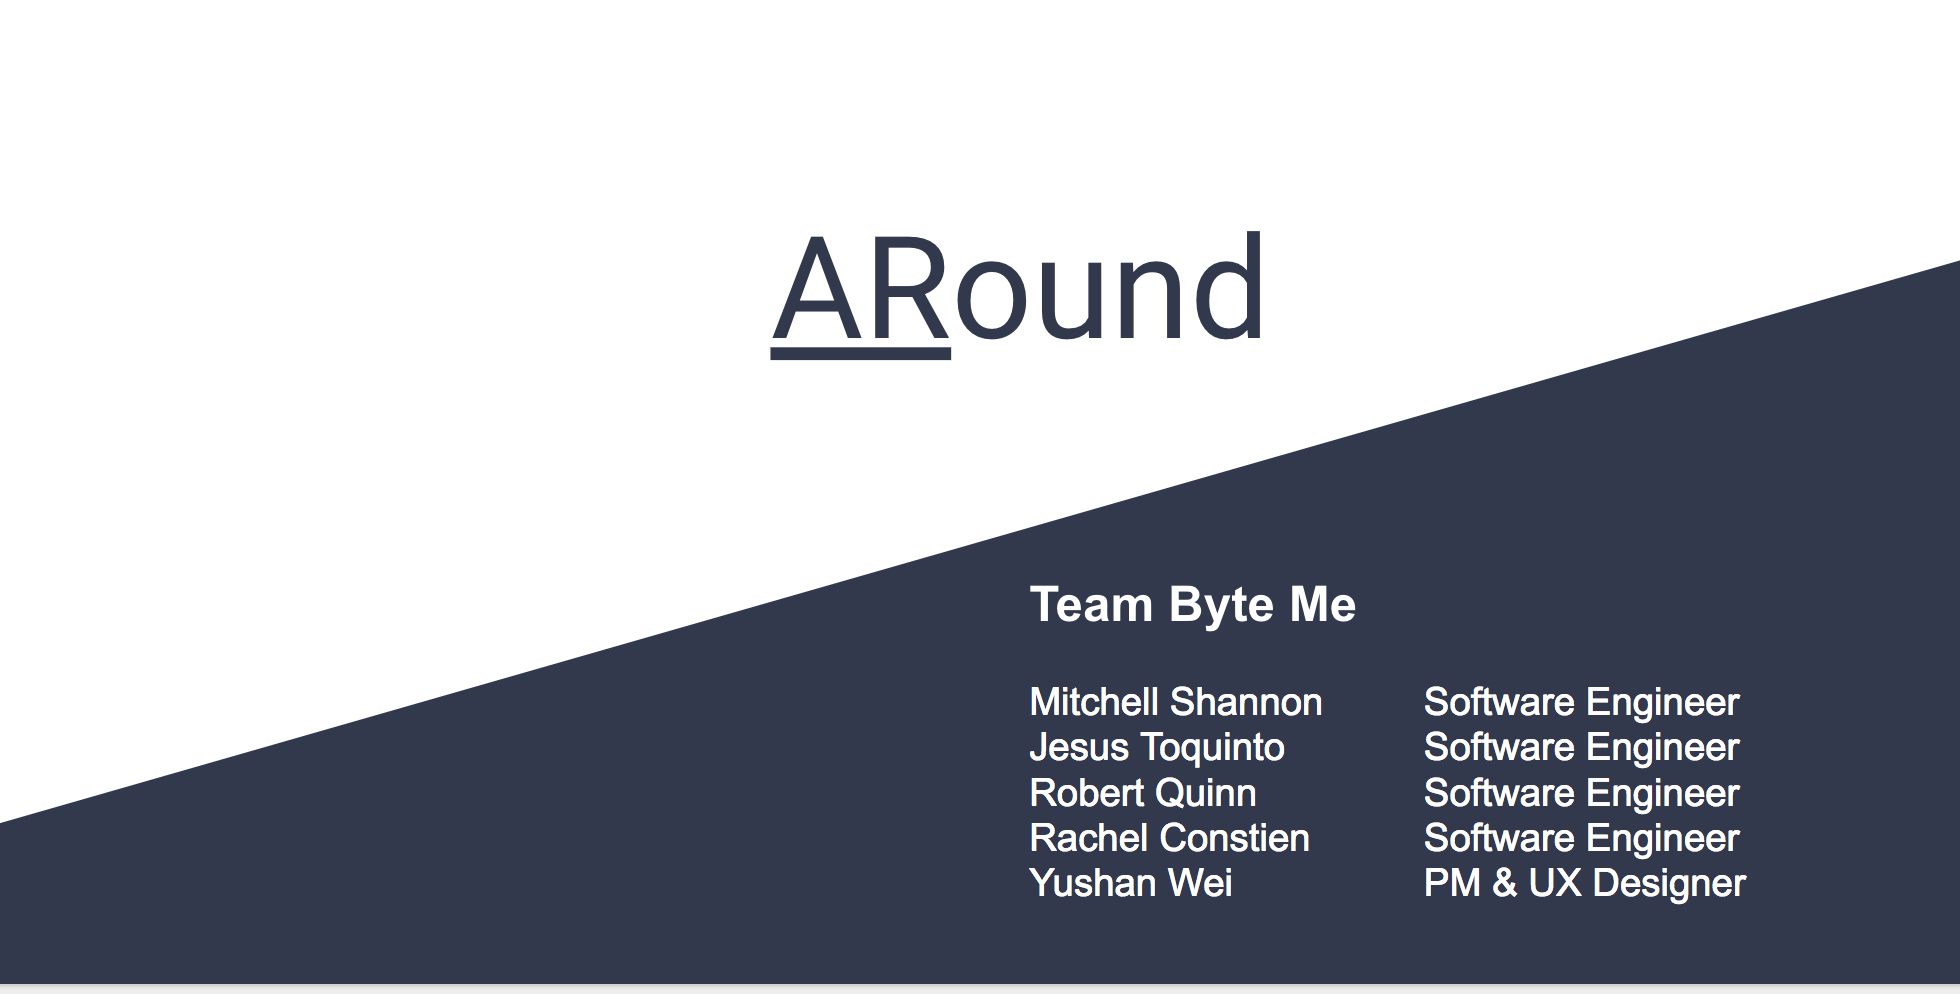 ARound
Team Byte Me
Mitchell Shannon Software Engineer
Jesus Toquinto Software Engineer
Robert Quinn Software Engineer
Rachel Constien Software Engineer
Yushan Wei PM & UX Designer